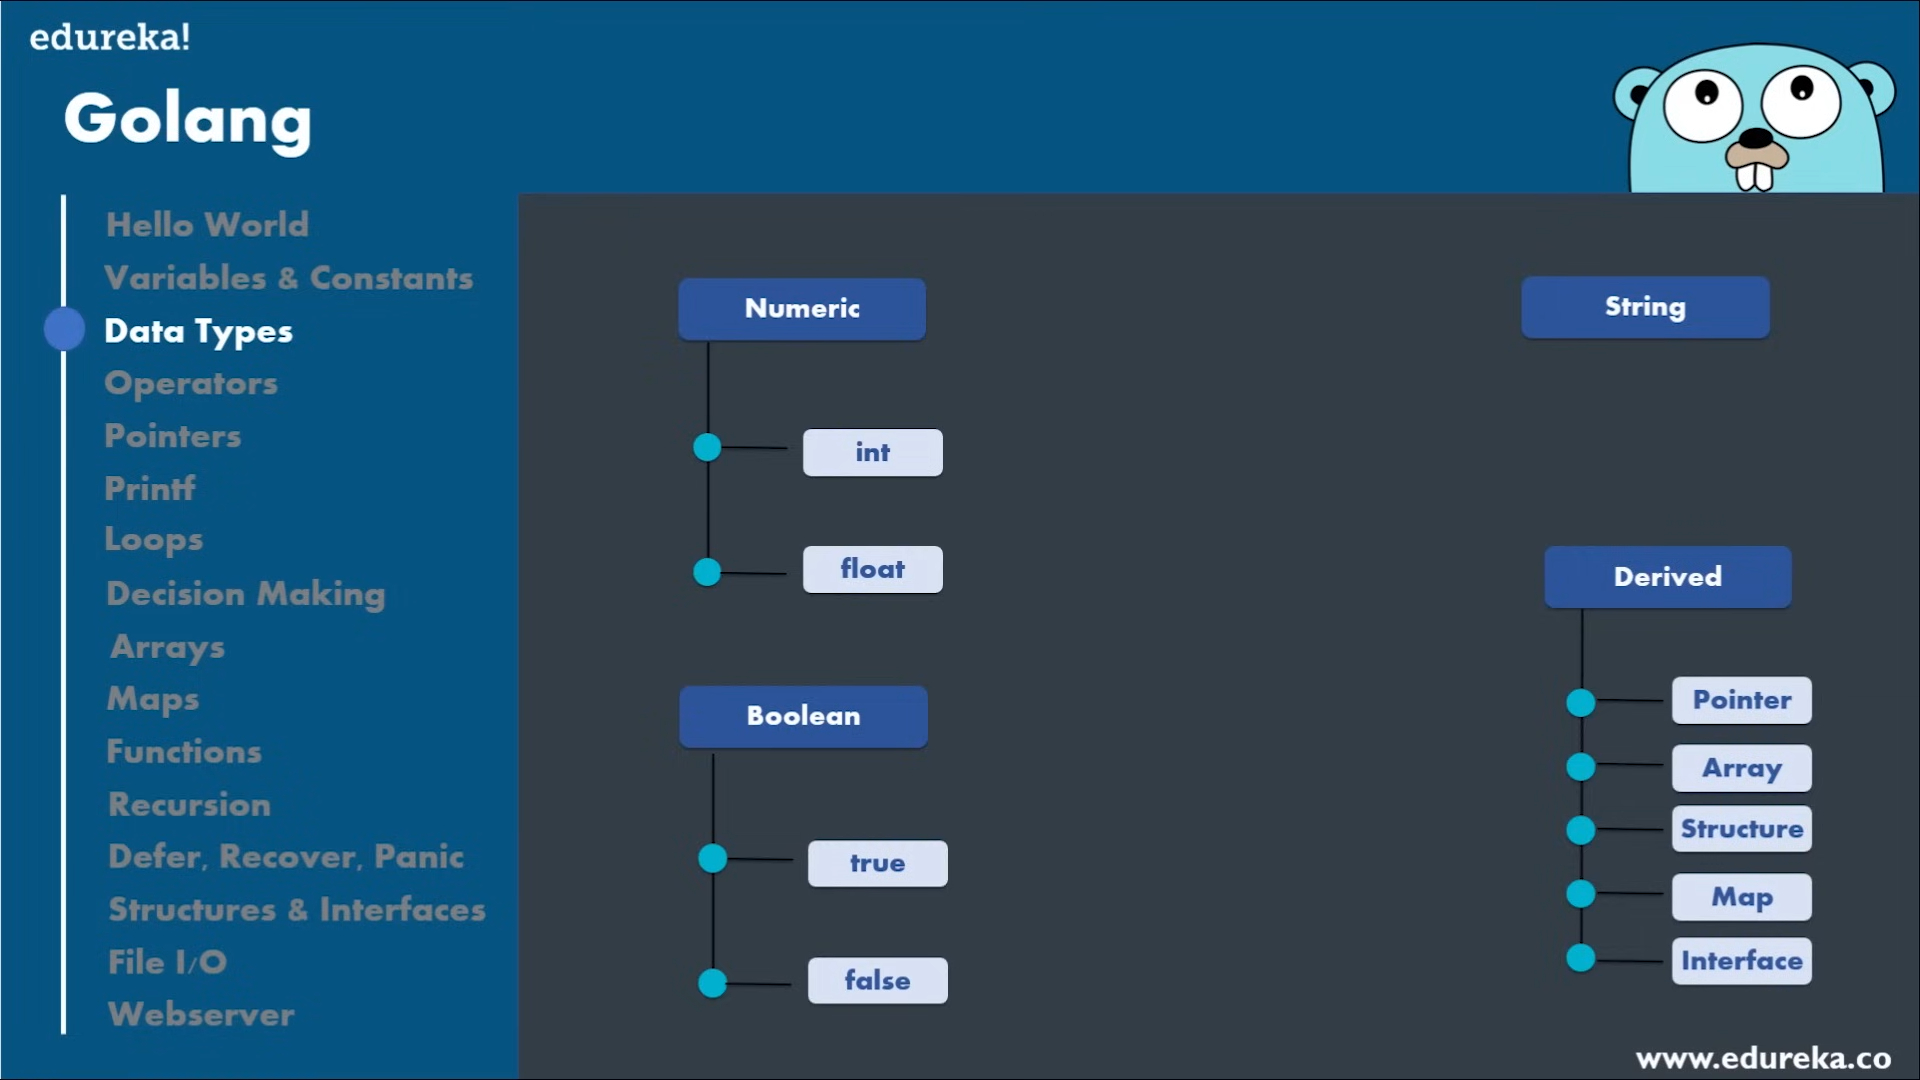 edureka!
Golang
Hello World
Variables & Constants
Data Types
Operators
Pointers
Printf
Loops
Decision Making
Arrays
Maps
Functions
Recursion
Defer, Recover, Panic
Structures & Interfaces
File I/O
Webserver
Numeric
int
float
Boolean
true
false
String
Derived
Pointer
Array
Structure
Map
Interface
www.edureka.co